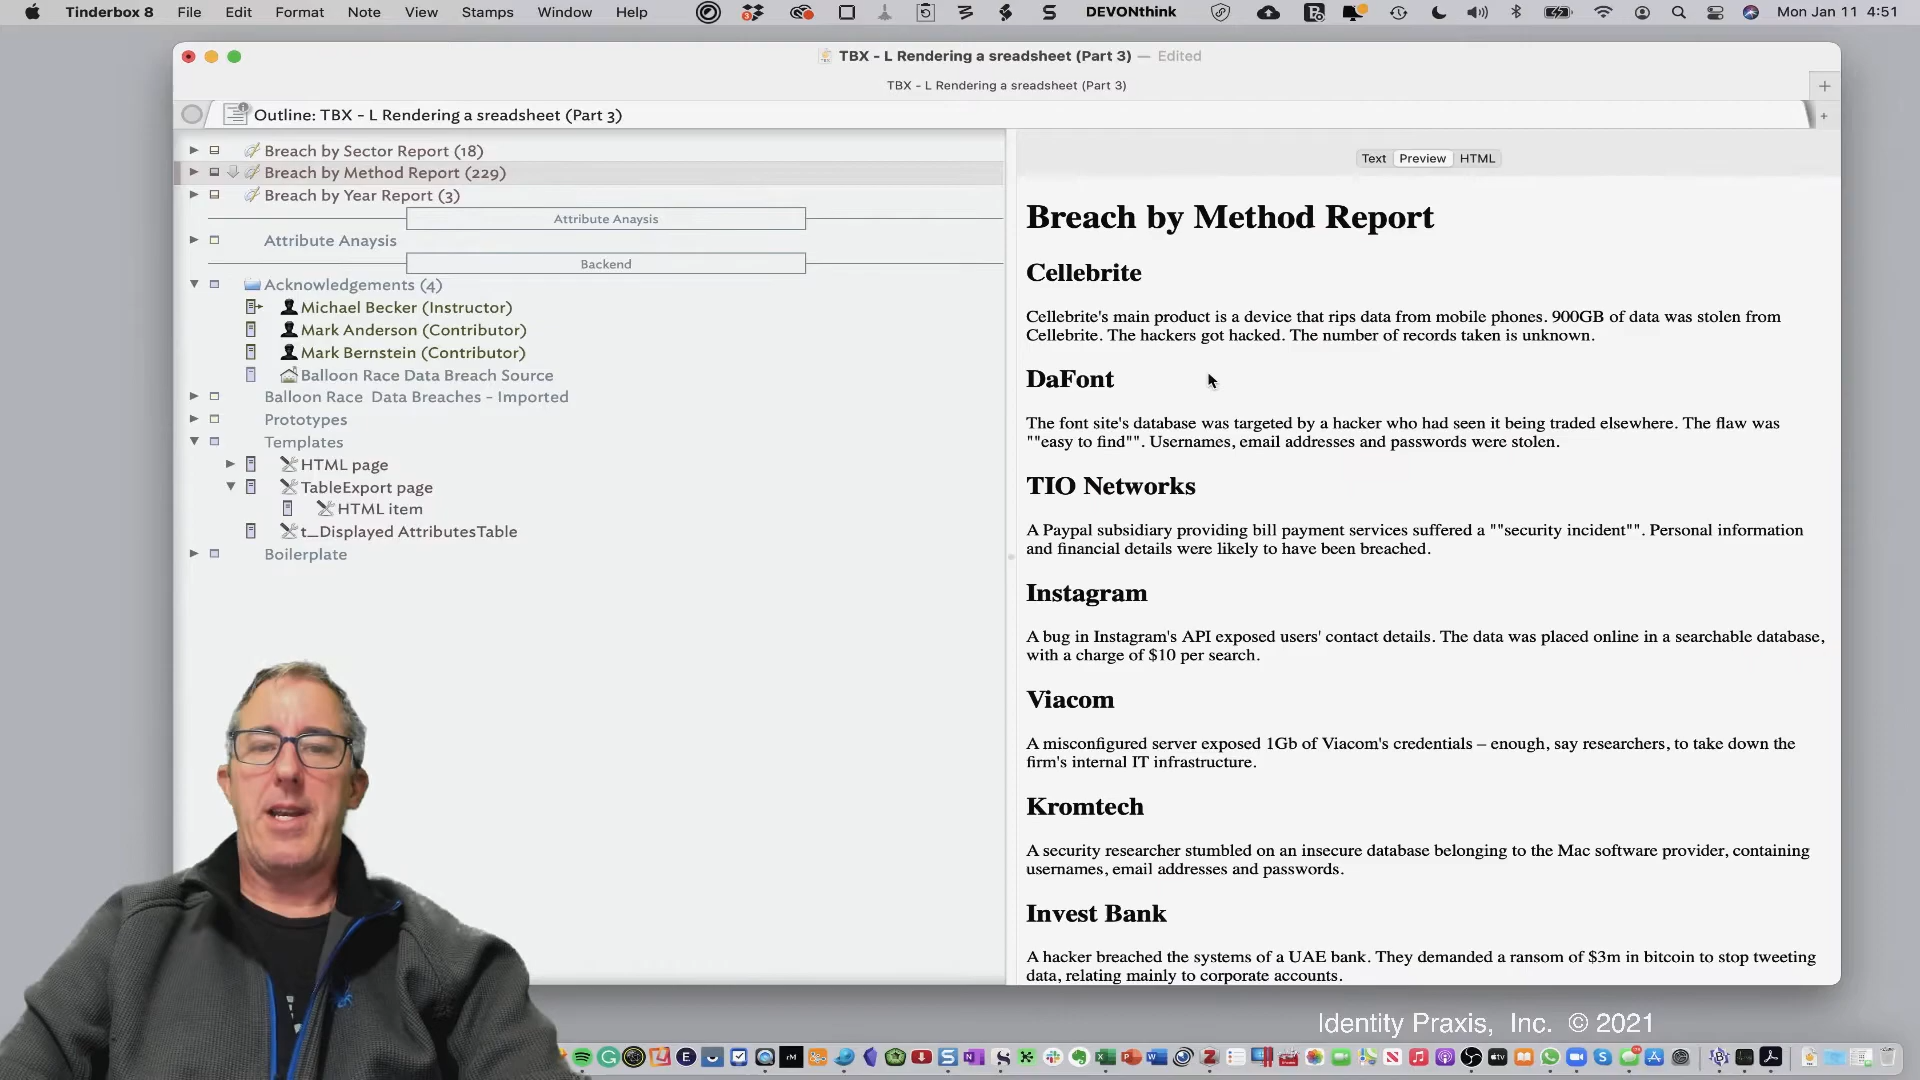 Tinderbox 8 File Edit Format Note View Stamps Window Help DEVONthink Mon Jan 11 4:51
TBX - L Rendering a sreadsheet (Part 3) — Edited
TBX - L Rendering a sreadsheet (Part 3)
Outline: TBX - L Rendering a sreadsheet (Part 3)
Breach by Sector Report (18)
Breach by Method Report (229)
Breach by Year Report (3)
Attribute Anaysis
Attribute Anaysis
Backend
Acknowledgements (4)
Michael Becker (Instructor)
Mark Anderson (Contributor)
Mark Bernstein (Contributor)
Balloon Race Data Breach Source
Balloon Race Data Breaches - Imported
Prototypes
Templates
HTML page
TableExport page
HTML item
t_Displayed AttributesTable
Boilerplate
Text Preview HTML
Breach by Method Report
Cellebrite
Cellebrite's main product is a device that rips data from mobile phones. 900GB of data was stolen from
Cellebrite. The hackers got hacked. The number of records taken is unknown.
DaFont
The font site's database was targeted by a hacker who had seen it being traded elsewhere. The flaw was
""easy to find"". Usernames, email addresses and passwords were stolen.
TIO Networks
A Paypal subsidiary providing bill payment services suffered a ""security incident"". Personal information
and financial details were likely to have been breached.
Instagram
A bug in Instagram's API exposed users' contact details. The data was placed online in a searchable database,
with a charge of $10 per search.
Viacom
A misconfigured server exposed 1Gb of Viacom's credentials – enough, say researchers, to take down the
firm's internal IT infrastructure.
Kromtech
A security researcher stumbled on an insecure database belonging to the Mac software provider, containing
usernames, email addresses and passwords.
Invest Bank
A hacker breached the systems of a UAE bank. They demanded a ransom of $3m in bitcoin to stop tweeting
data, relating mainly to corporate accounts.
Identity Praxis, Inc. © 2021